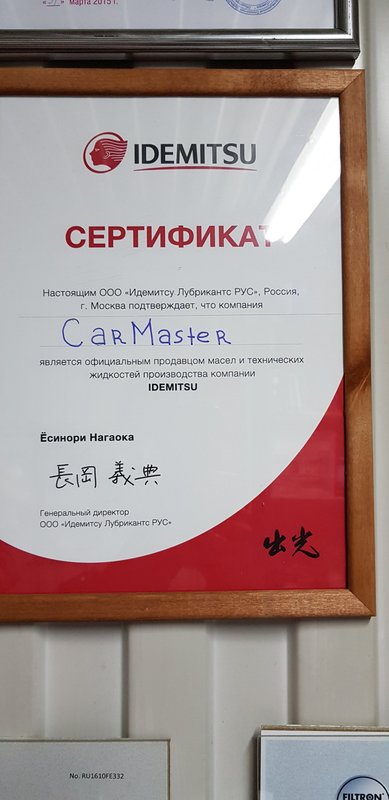 марта 2015 г.
IDEMITSU
СЕРТИФИКАТ
Настоящим ООО «Идемитсу Лубрикантс РУС», Россия,
г. Москва подтверждает, что компания
CarMaster
является официальным продавцом масел и технических
жидкостей производства компании
IDEMITSU
Ёсинори Нагаока
長岡 義典
Генеральный директор
ООО «Идемитсу Лубрикантс РУС»
出光
No. RU1610FE332
FILTRON